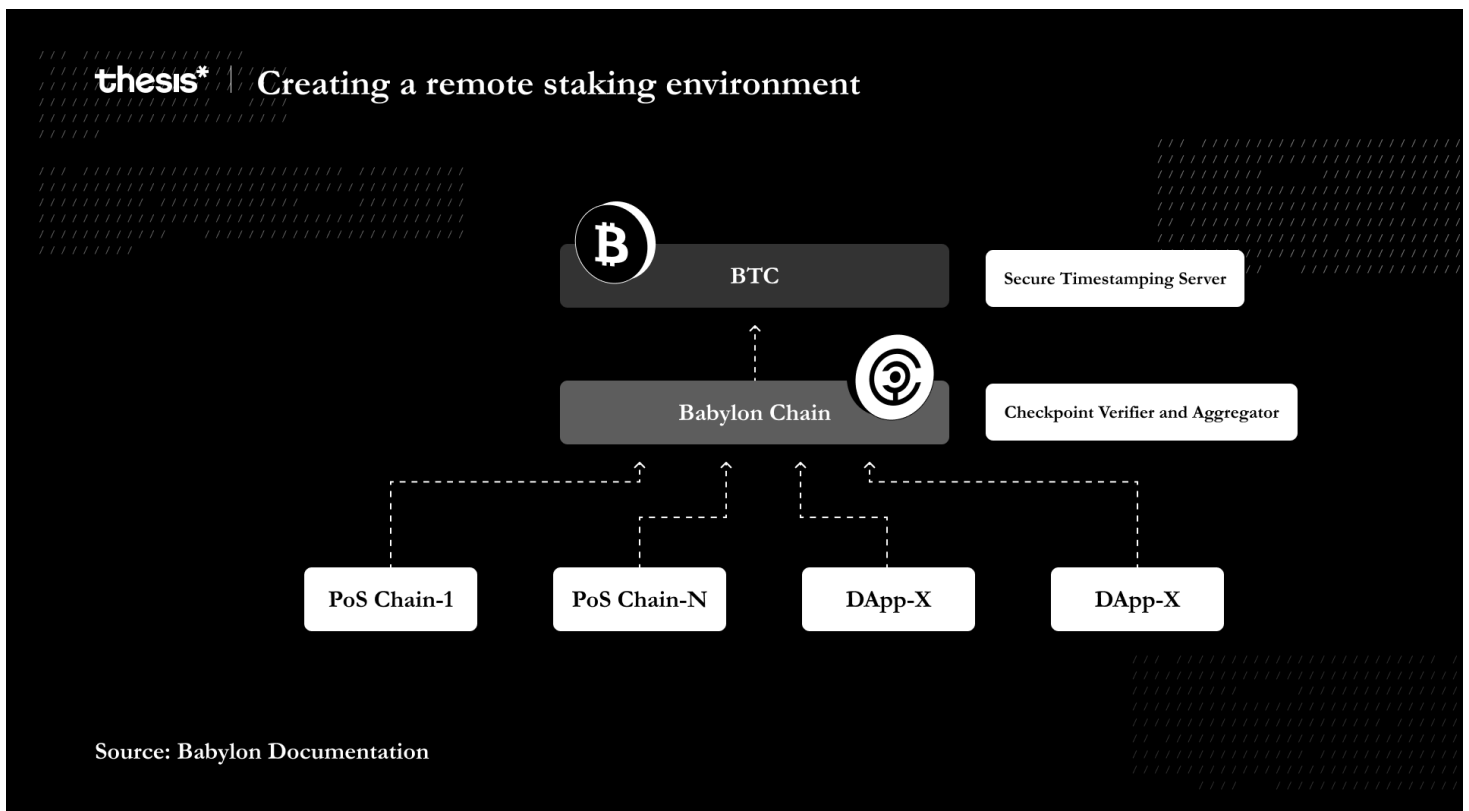 thesis* | Creating a remote staking environment
BTC
Secure Timestamping Server
Babylon Chain
Checkpoint Verifier and Aggregator
PoS Chain-1
PoS Chain-N
DApp-X
DApp-X
Source: Babylon Documentation